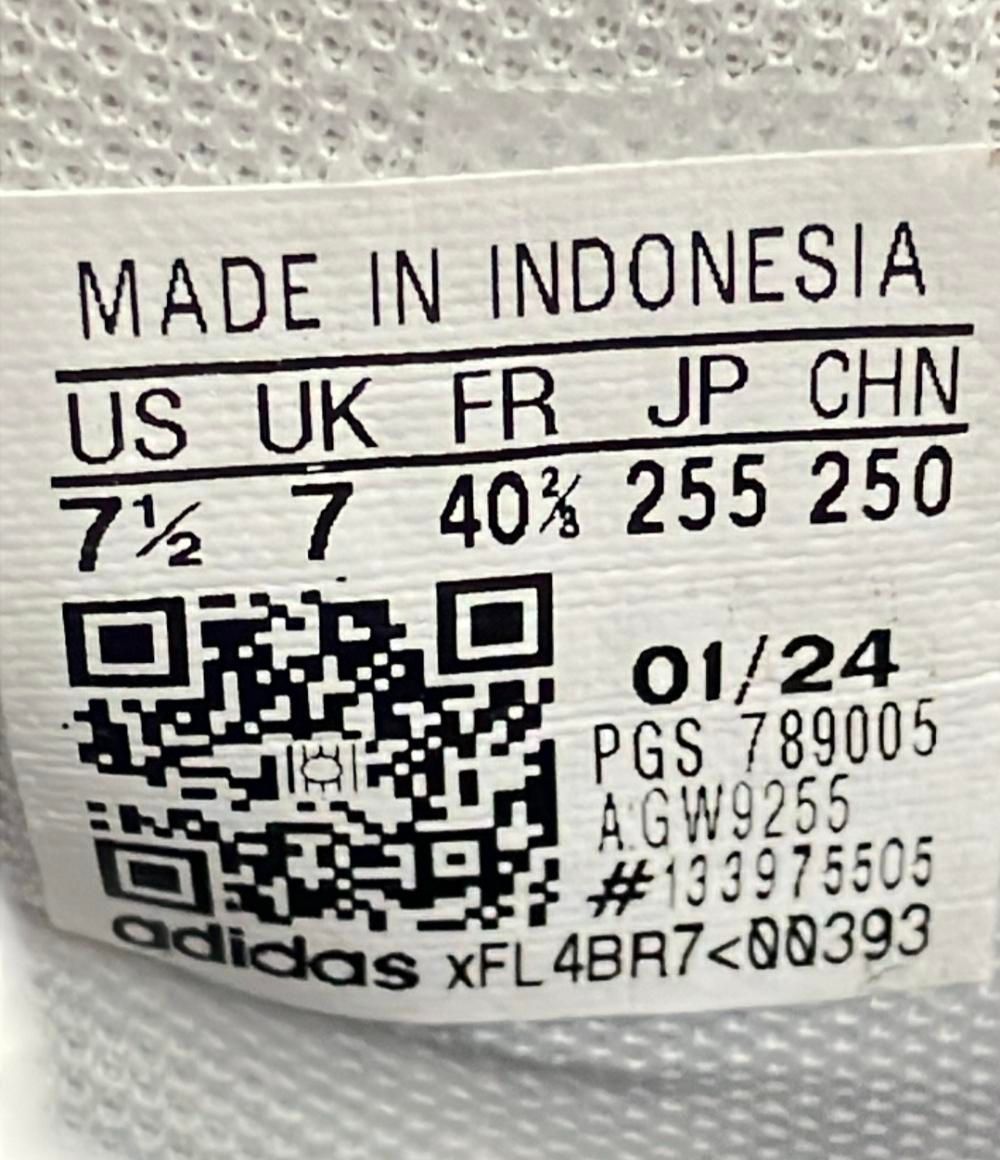 MADE IN INDONESIA
US UK FR JP CHN
7½ 7 40⅔ 255 250
01/24
PGS 789005
A:GW9255
#133975505
adidas xFL4BR7<00393